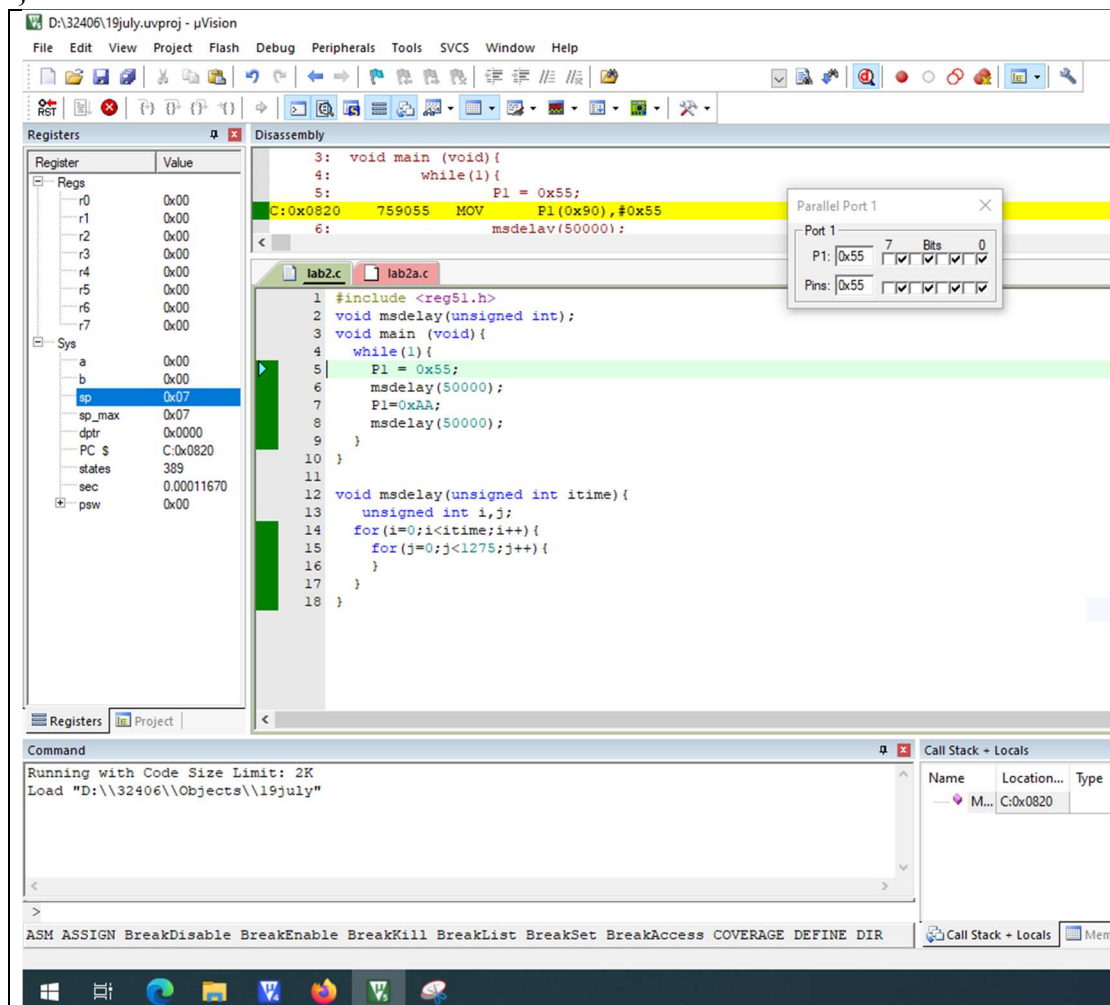 D:\32406\19july.uvproj - µVision
File Edit View Project Flash Debug Peripherals Tools SVCS Window Help
RST
Registers
Register Value
Regs
r0 0x00
r1 0x00
r2 0x00
r3 0x00
r4 0x00
r5 0x00
r6 0x00
r7 0x00
Sys
a 0x00
b 0x00
sp 0x07
sp_max 0x07
dptr 0x0000
PC $ C:0x0820
states 389
sec 0.00011670
psw 0x00
Registers Project
Disassembly
3: void main (void){
4: while(1){
5: P1 = 0x55;
C:0x0820 759055 MOV P1(0x90),#0x55
6: msdelay(50000);
Parallel Port 1
Port 1
7 Bits 0
P1: 0x55
Pins: 0x55
lab2.c lab2a.c
1 #include <reg51.h>
2 void msdelay(unsigned int);
3 void main (void){
4 while(1){
5 P1 = 0x55;
6 msdelay(50000);
7 P1=0xAA;
8 msdelay(50000);
9 }
10 }
11
12 void msdelay(unsigned int itime){
13 unsigned int i,j;
14 for(i=0;i<itime;i++){
15 for(j=0;j<1275;j++){
16 }
17 }
18 }
Command
Running with Code Size Limit: 2K
Load "D:\\32406\\Objects\\19july"
>
ASM ASSIGN BreakDisable BreakEnable BreakKill BreakList BreakSet BreakAccess COVERAGE DEFINE DIR
Call Stack + Locals
Name Location... Type
M... C:0x0820
Call Stack + Locals Mem